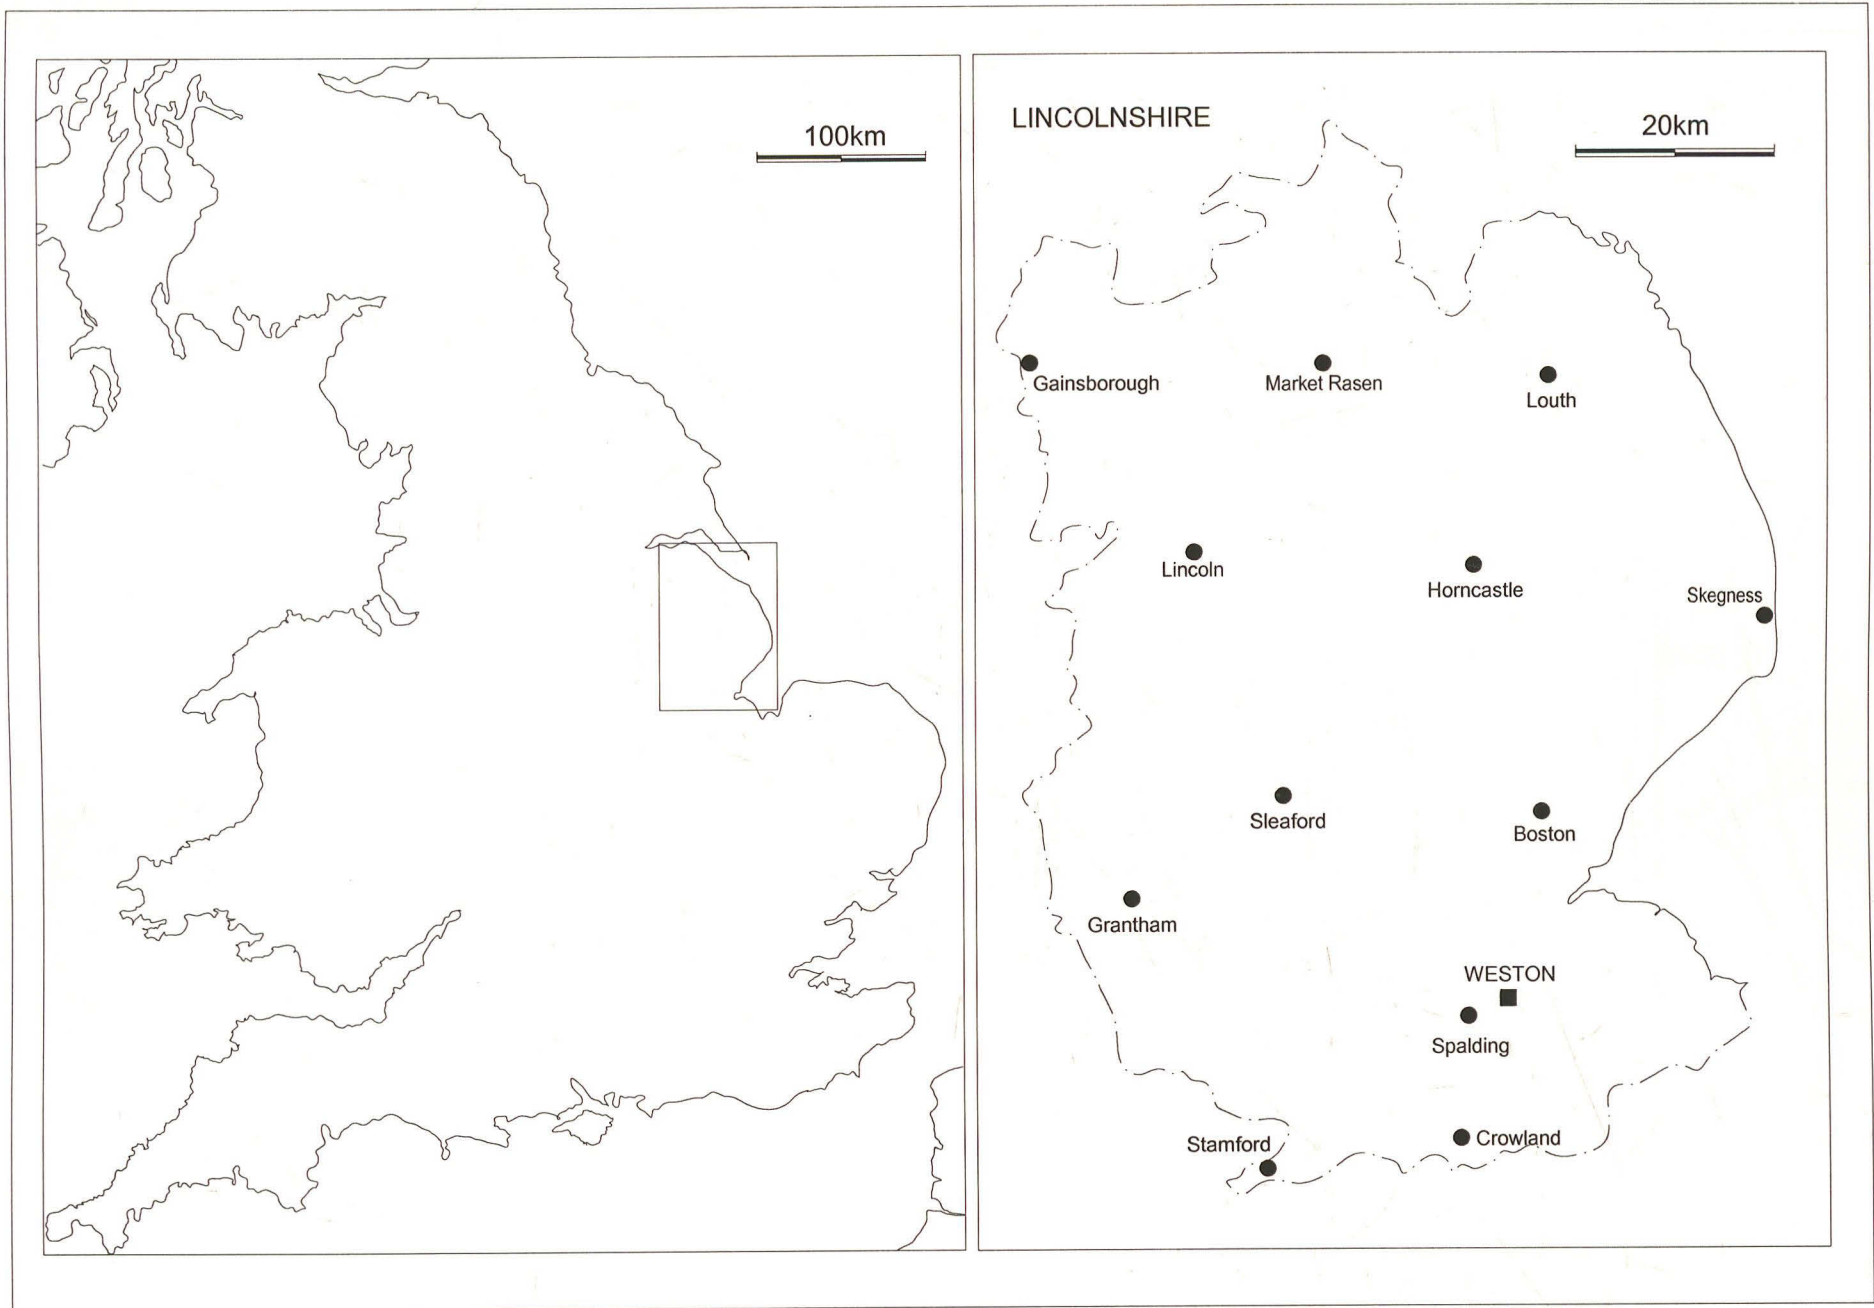 100km
LINCOLNSHIRE
20km
Gainsborough
Market Rasen
Louth
Lincoln
Horncastle
Skegness
Sleaford
Boston
Grantham
WESTON
Spalding
Stamford
Crowland